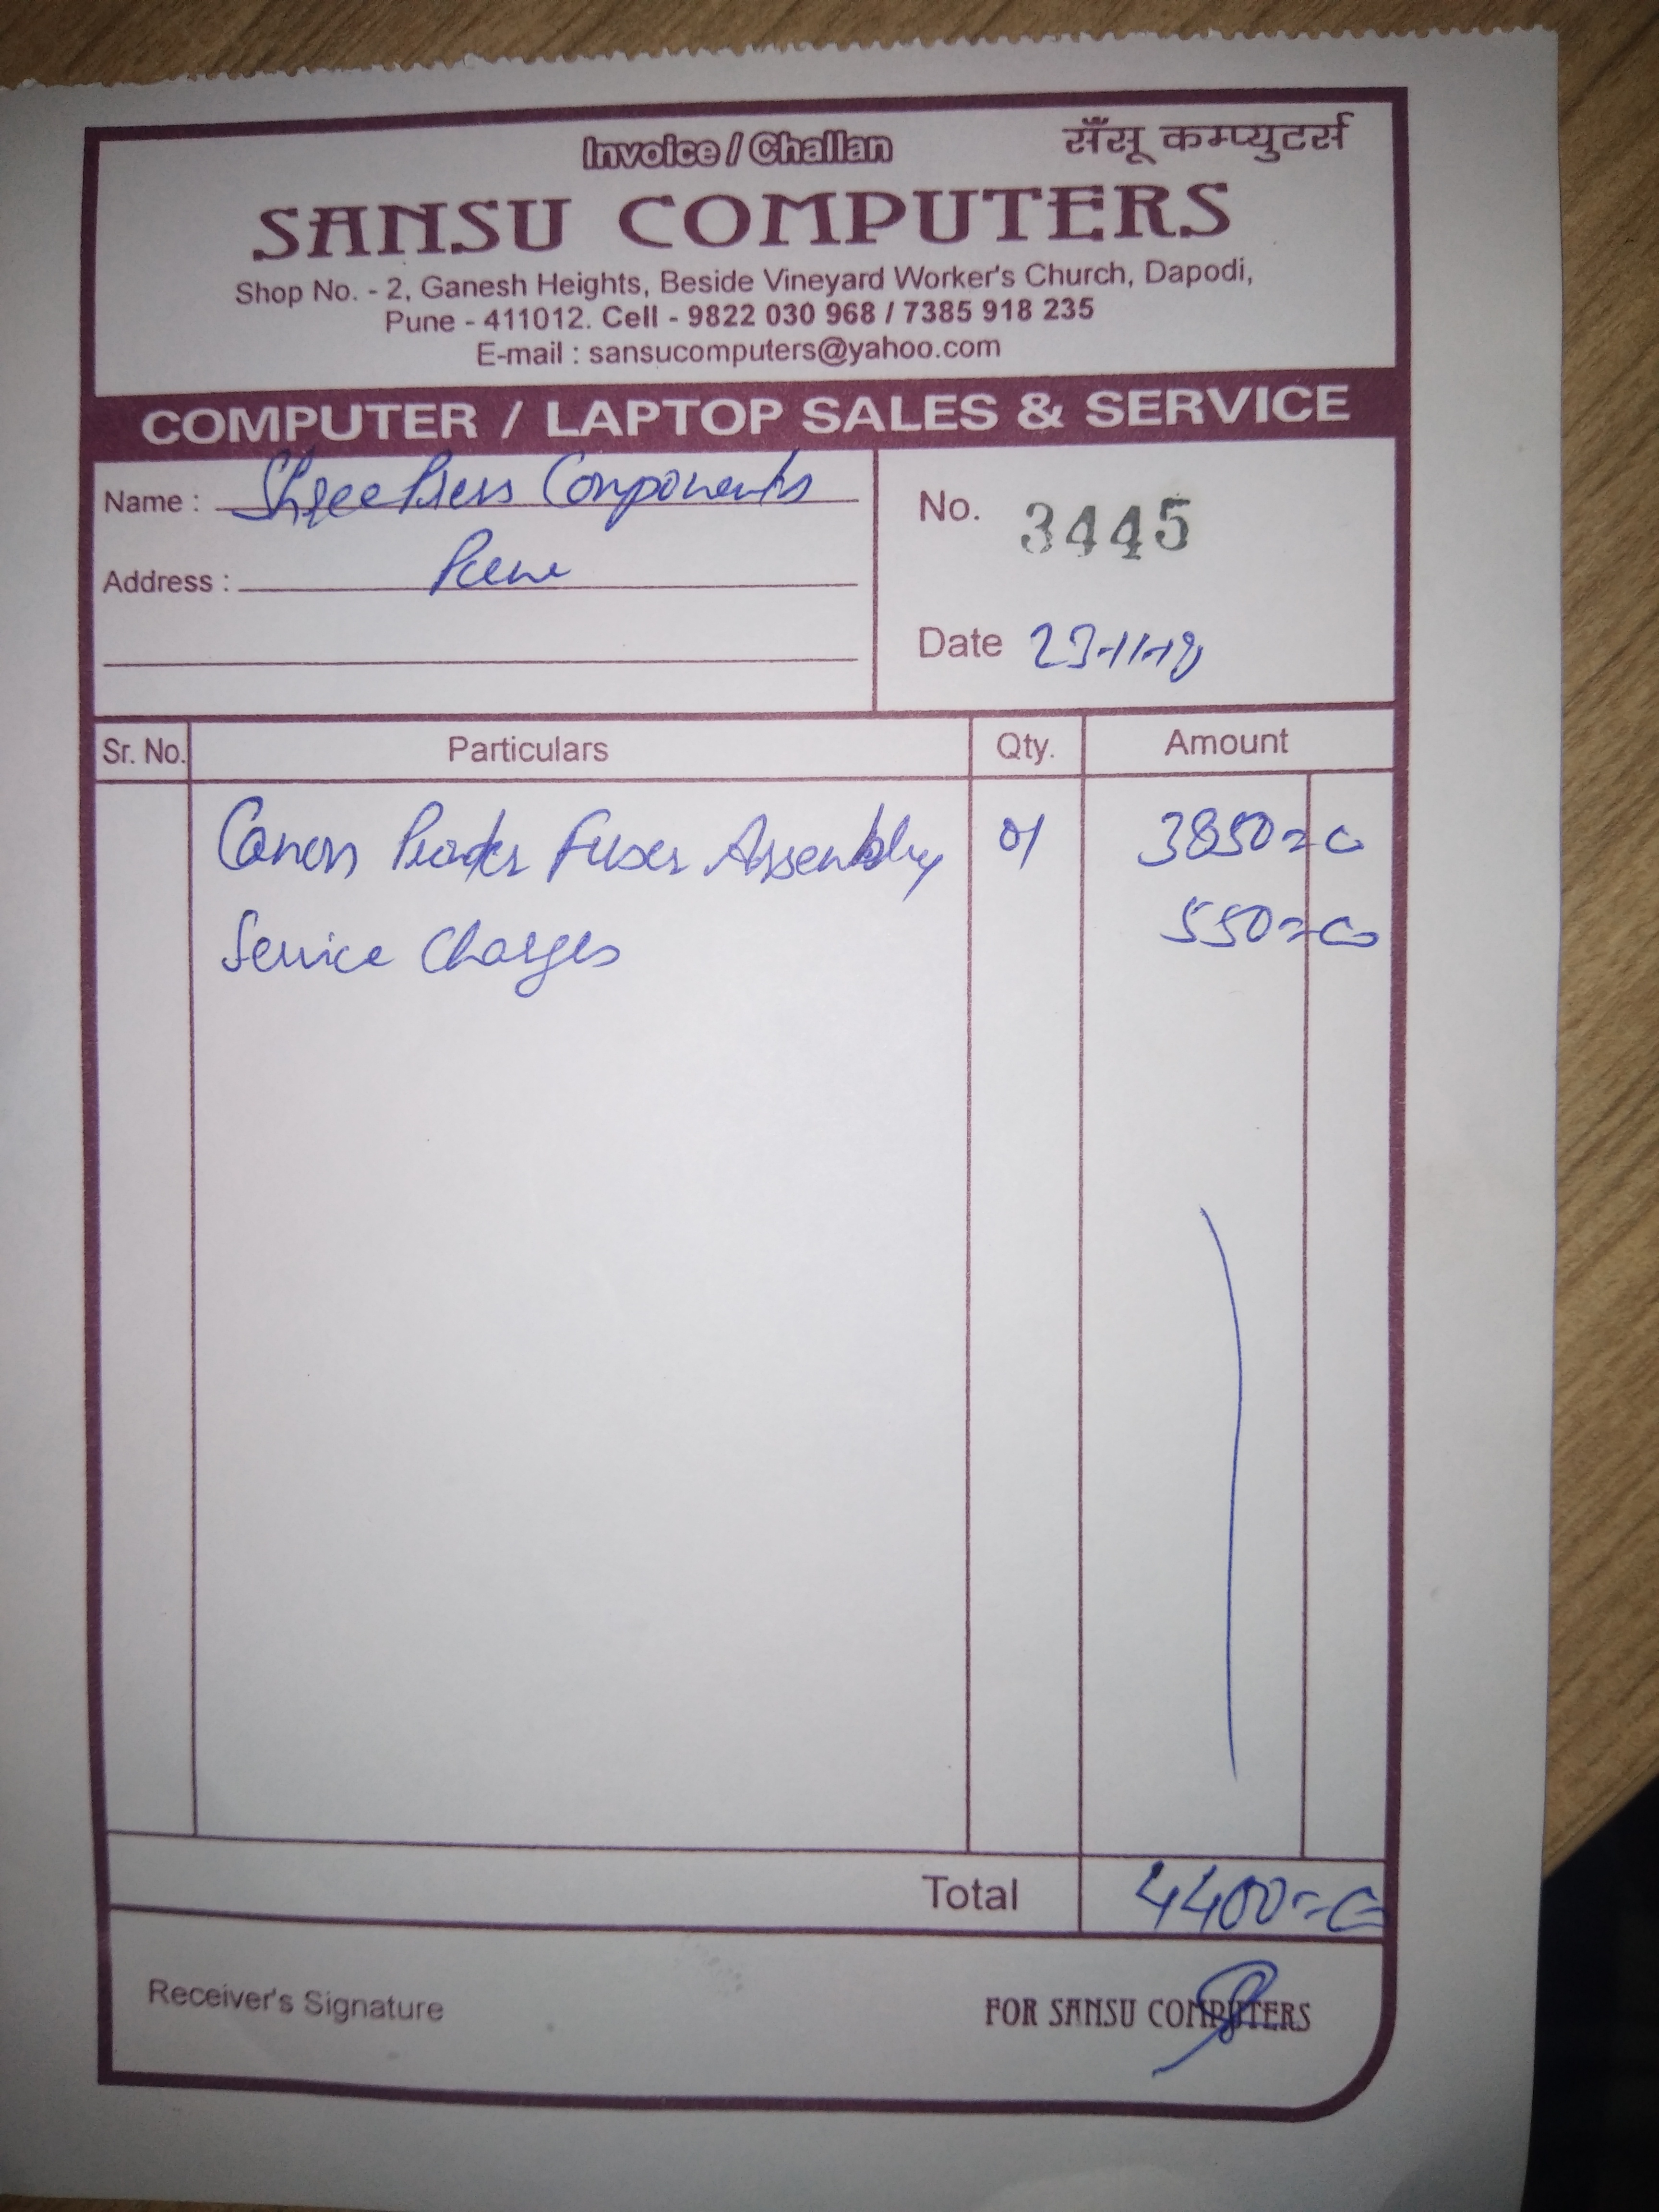 Invoice / Challan
सँसू कम्प्युटर्स
SANSU COMPUTERS
Shop No. - 2, Ganesh Heights, Beside Vineyard Worker's Church, Dapodi,
Pune - 411012. Cell - 9822 030 968 / 7385 918 235
E-mail : sansucomputers@yahoo.com
COMPUTER / LAPTOP SALES & SERVICE
Name : Shree Press Components
No. 3445
Address : Pune
Date 23-11-18
Sr. No. Particulars Qty. Amount
Canon Printer Fuser Assembly 01 3850=00
Service Charges 550=00
Total 4400=00
Receiver's Signature
FOR SANSU COMPUTERS